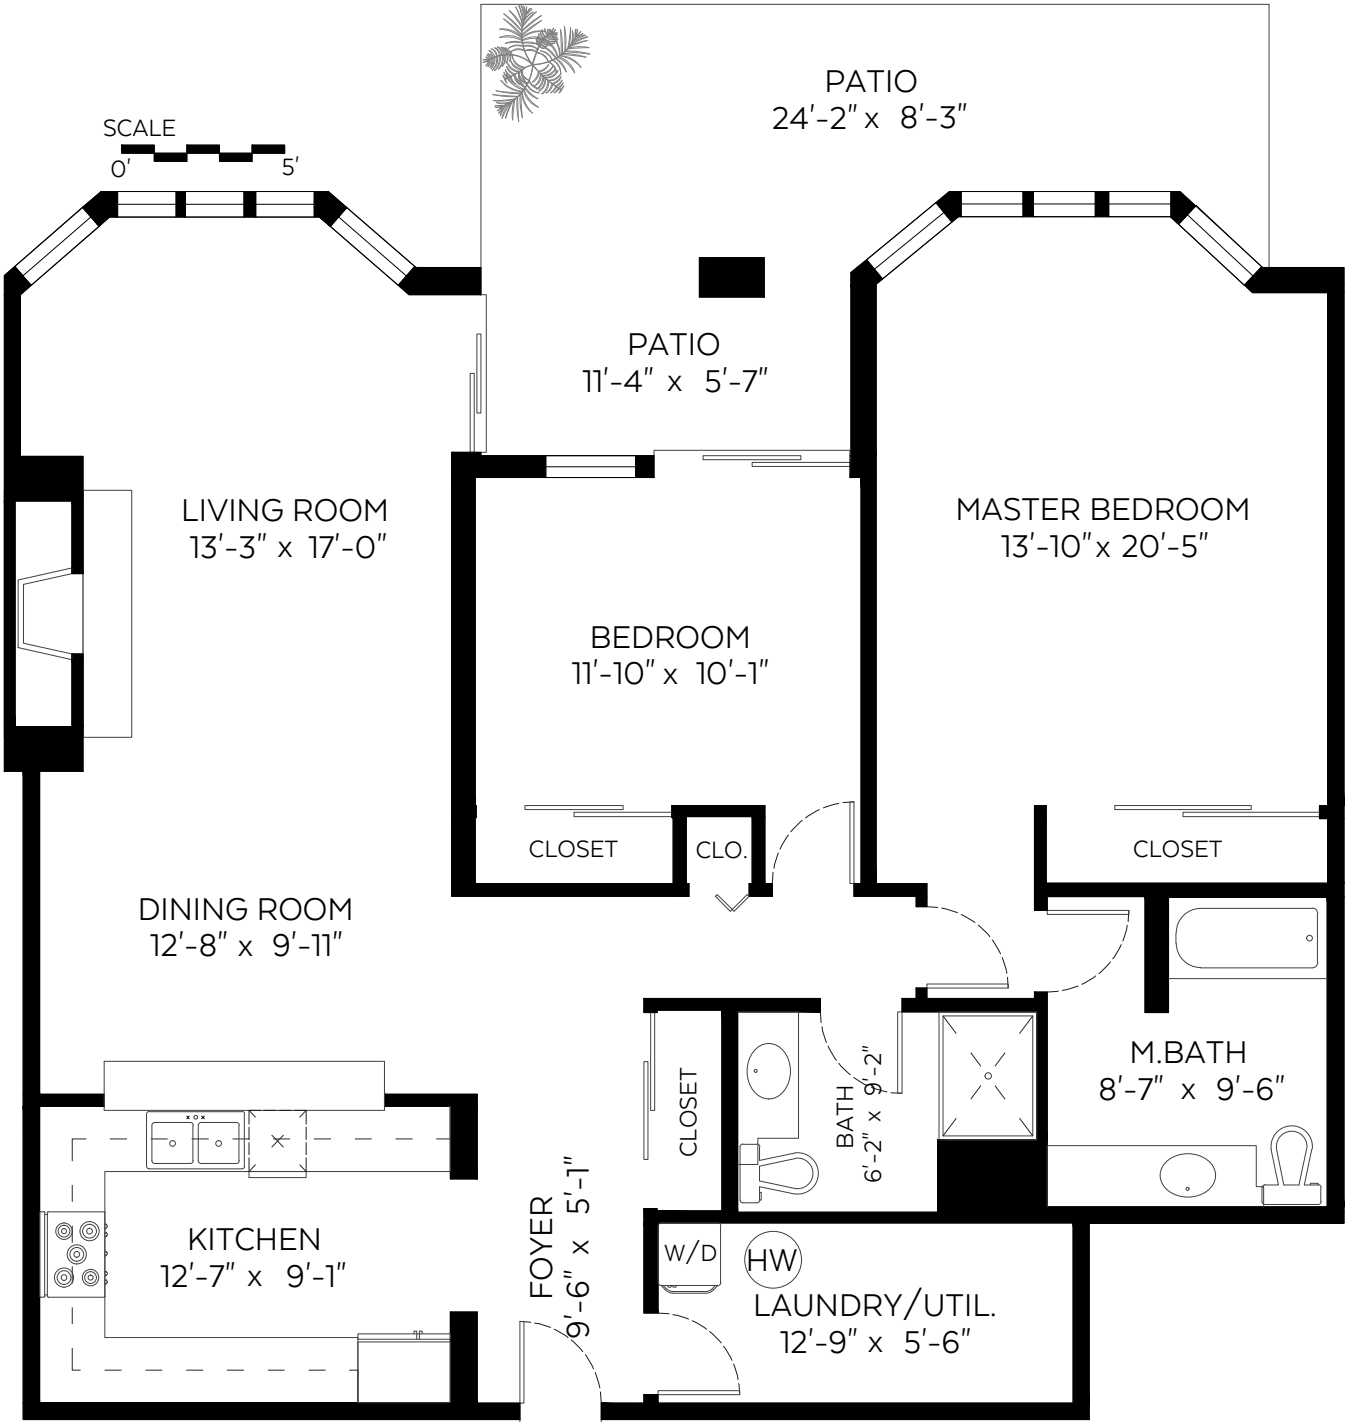 PATIO
24'-2" x 8'-3"
SCALE
0' 5'
PATIO
11'-4" x 5'-7"
LIVING ROOM
13'-3" x 17'-0"
MASTER BEDROOM
13'-10" x 20'-5"
BEDROOM
11'-10" x 10'-1"
CLOSET
CLO.
CLOSET
DINING ROOM
12'-8" x 9'-11"
CLOSET
BATH
6'-2" x 9'-2"
M.BATH
8'-7" x 9'-6"
KITCHEN
12'-7" x 9'-1"
FOYER
9'-6" x 5'-1"
W/D
HW
LAUNDRY/UTIL.
12'-9" x 5'-6"